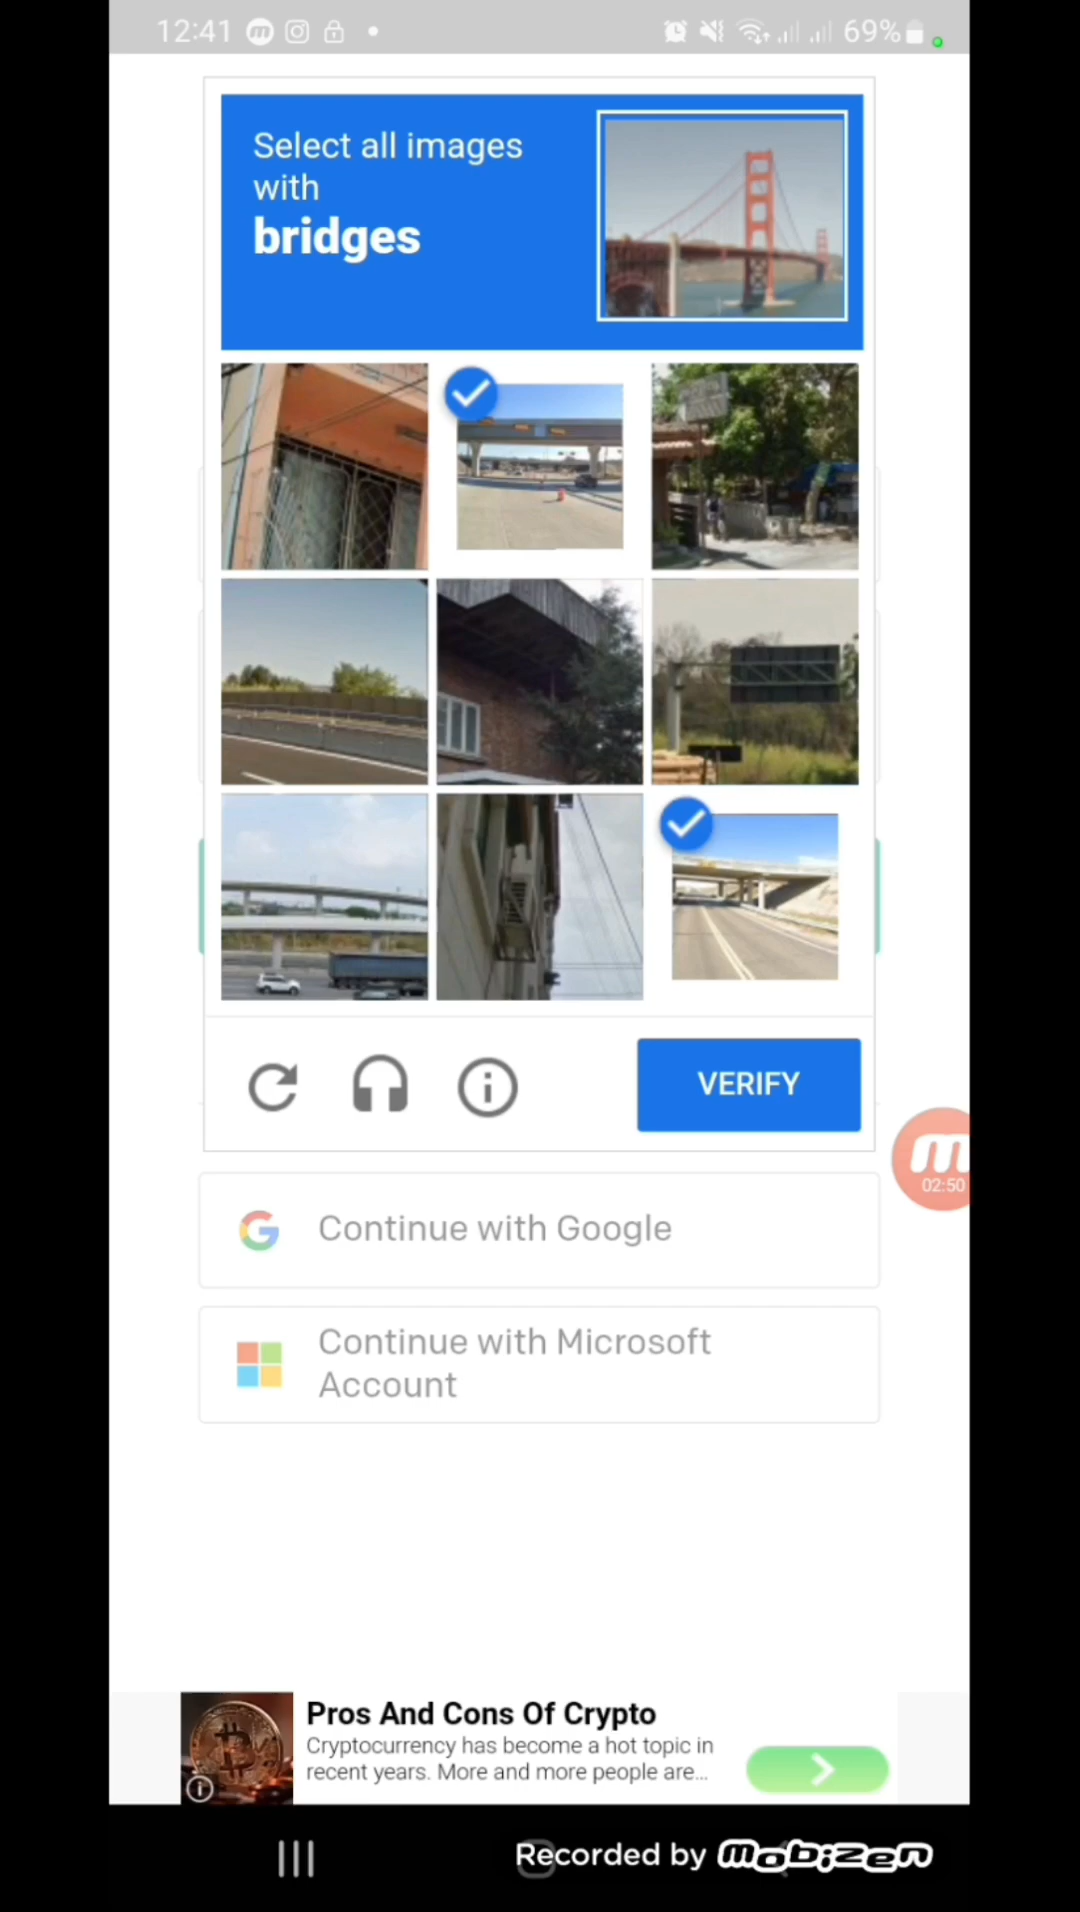 12:41
69%
Select all images
with
bridges
VERIFY
02:50
Continue with Google
Continue with Microsoft
Account
Pros And Cons Of Crypto
Cryptocurrency has become a hot topic in
recent years. More and more people are...
Recorded by mobizen